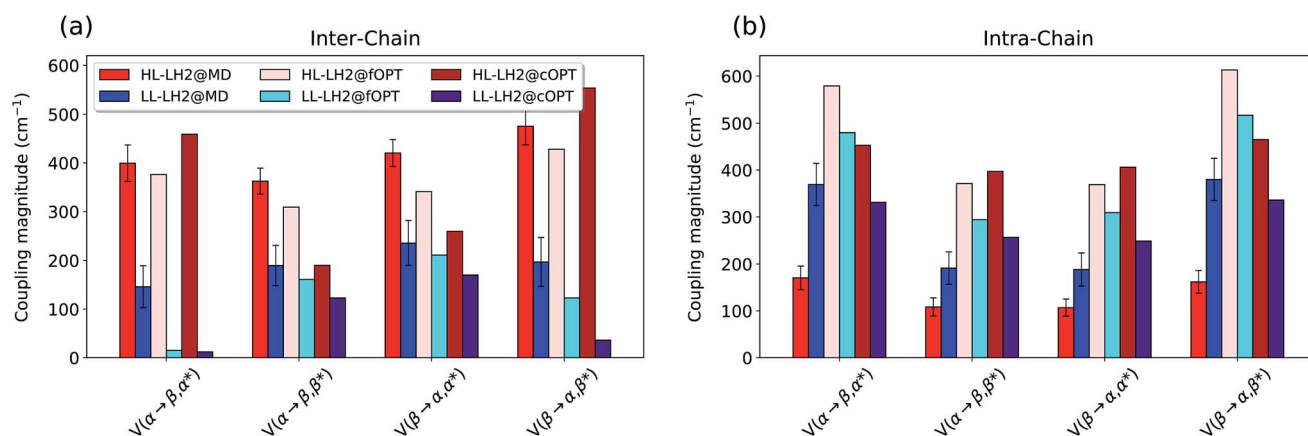 (a)
Inter-Chain
HL-LH2@MD
HL-LH2@fOPT
HL-LH2@cOPT
LL-LH2@MD
LL-LH2@fOPT
LL-LH2@cOPT
Coupling magnitude (cm⁻¹)
600
500
400
300
200
100
0
V(α→β,α*)
V(α→β,β*)
V(β→α,α*)
V(β→α,β*)
(b)
Intra-Chain
Coupling magnitude (cm⁻¹)
600
500
400
300
200
100
0
V(α→β,α*)
V(α→β,β*)
V(β→α,α*)
V(β→α,β*)